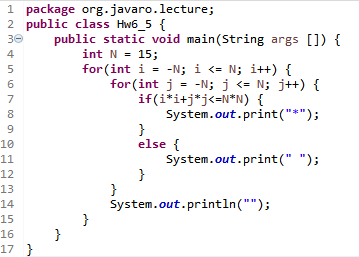 1 package org.javaro.lecture;
2 public class Hw6_5 {
3 public static void main(String args []) {
4 int N = 15;
5 for(int i = -N; i <= N; i++) {
6 for(int j = -N; j <= N; j++) {
7 if(i*i+j*j<=N*N) {
8 System.out.print("*");
9 }
10 else {
11 System.out.print(" ");
12 }
13 }
14 System.out.println("");
15 }
16 }
17 }